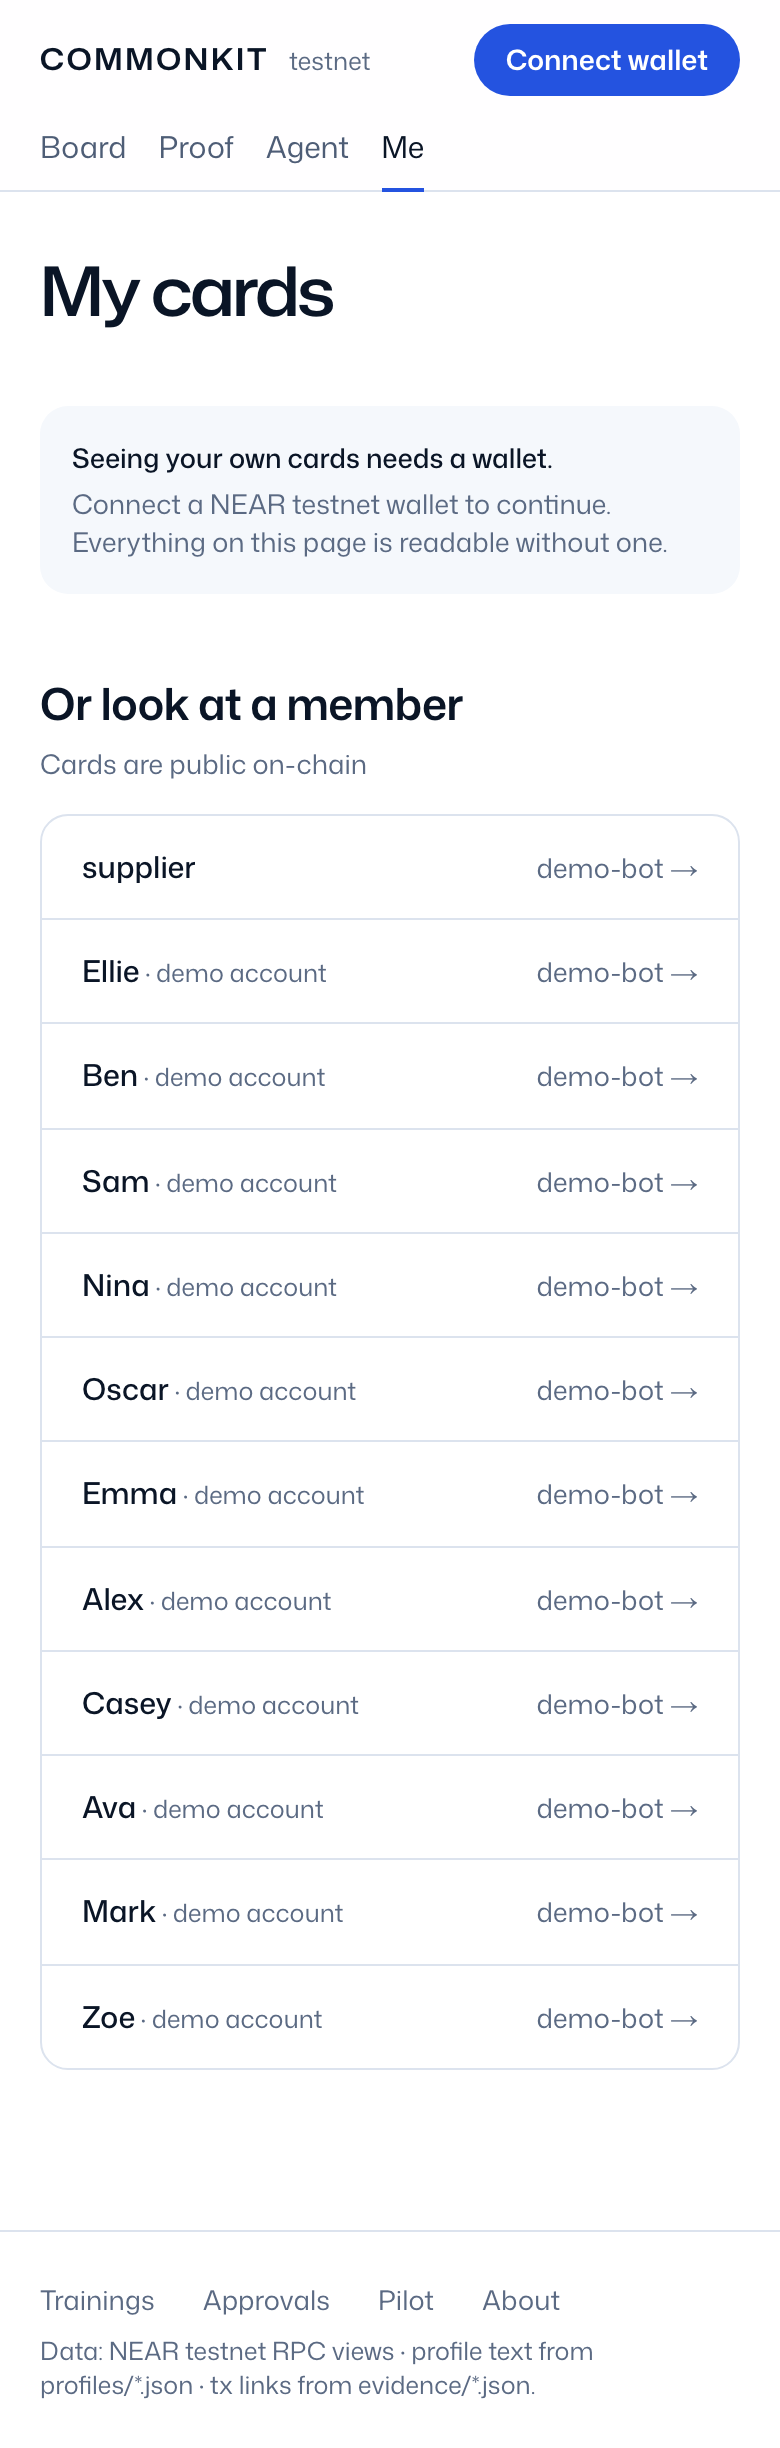 COMMONKIT testnet Connect wallet
Board Proof Agent Me
My cards
Seeing your own cards needs a wallet.
Connect a NEAR testnet wallet to continue.
Everything on this page is readable without one.
Or look at a member
Cards are public on-chain
supplier demo-bot →
Ellie · demo account demo-bot →
Ben · demo account demo-bot →
Sam · demo account demo-bot →
Nina · demo account demo-bot →
Oscar · demo account demo-bot →
Emma · demo account demo-bot →
Alex · demo account demo-bot →
Casey · demo account demo-bot →
Ava · demo account demo-bot →
Mark · demo account demo-bot →
Zoe · demo account demo-bot →
Trainings Approvals Pilot About
Data: NEAR testnet RPC views · profile text from
profiles/*.json · tx links from evidence/*.json.